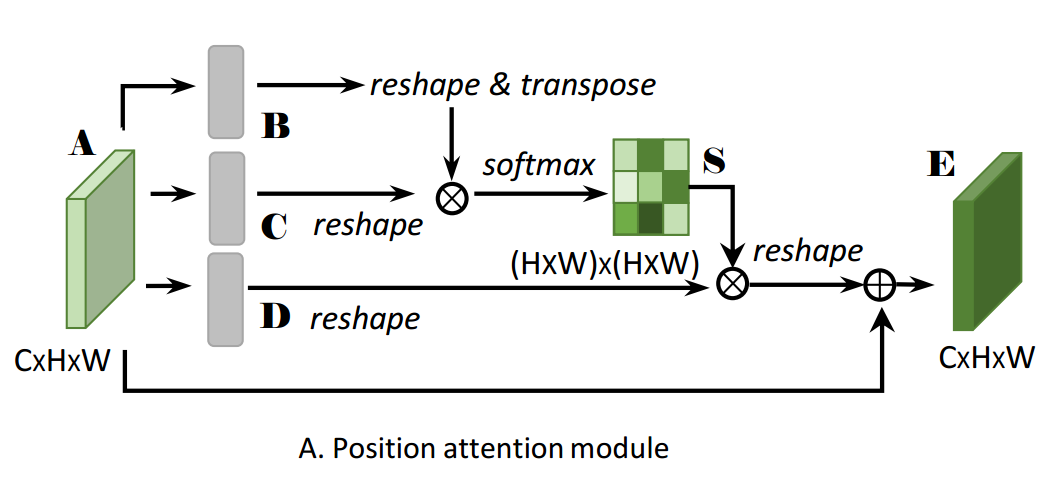 reshape & transpose
B
A
softmax
S
E
C
reshape
reshape
(HxW)x(HxW)
D
reshape
CxHxW
CxHxW
A. Position attention module